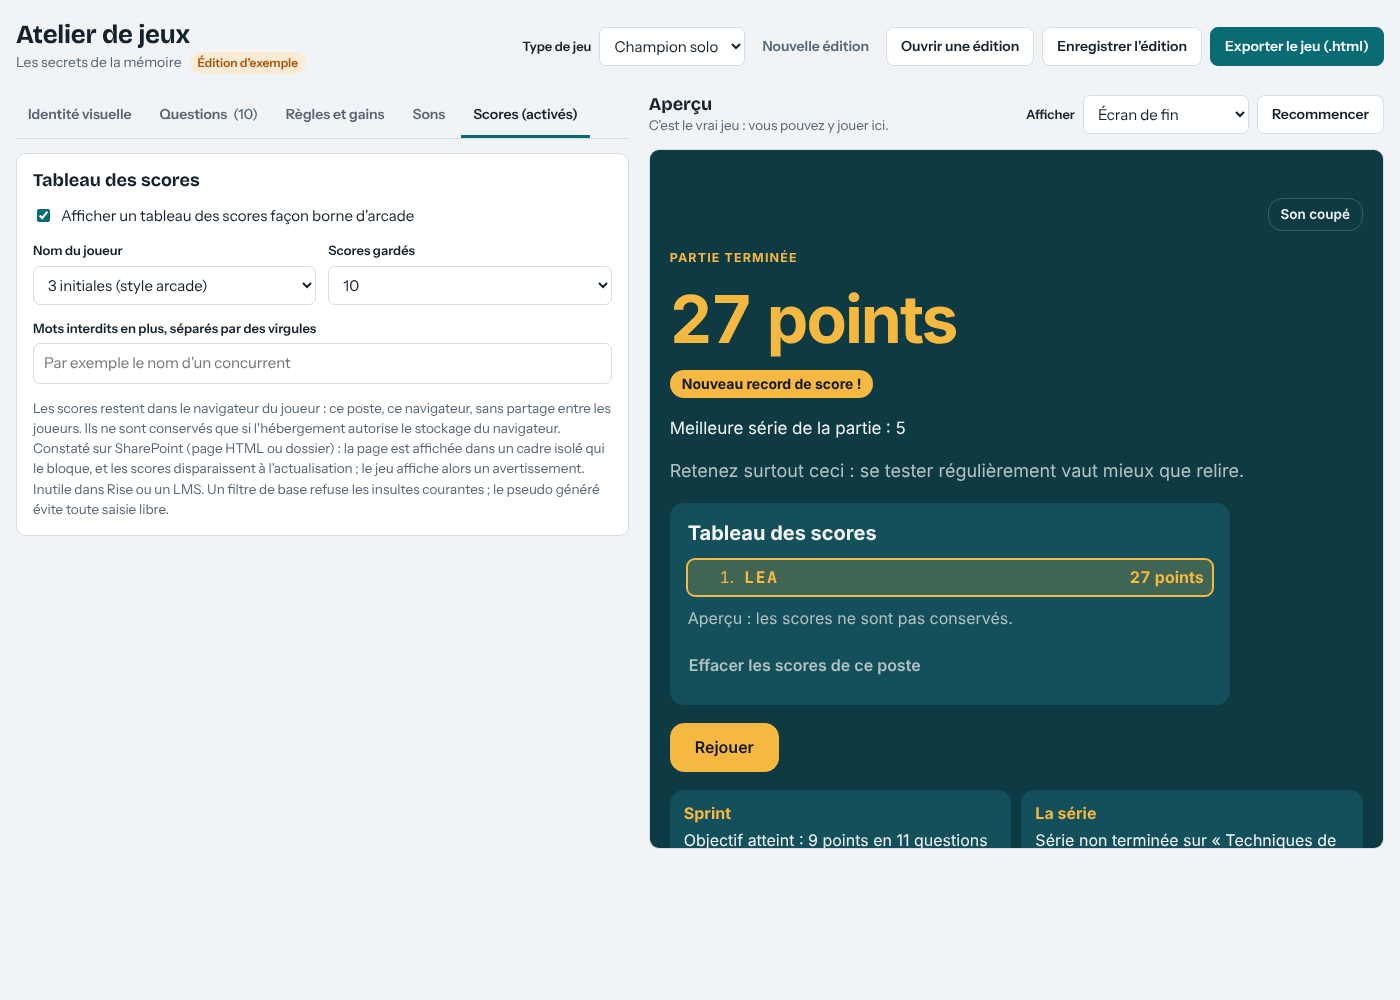 Atelier de jeux
Les secrets de la mémoire
Édition d'exemple
Type de jeu
Champion solo
Nouvelle édition
Ouvrir une édition
Enregistrer l'édition
Exporter le jeu (.html)
Identité visuelle
Questions (10)
Règles et gains
Sons
Scores (activés)
Tableau des scores
Afficher un tableau des scores façon borne d'arcade
Nom du joueur
Scores gardés
3 initiales (style arcade)
10
Mots interdits en plus, séparés par des virgules
Par exemple le nom d'un concurrent
Les scores restent dans le navigateur du joueur : ce poste, ce navigateur, sans partage entre les
joueurs. Ils ne sont conservés que si l'hébergement autorise le stockage du navigateur.
Constaté sur SharePoint (page HTML ou dossier) : la page est affichée dans un cadre isolé qui
le bloque, et les scores disparaissent à l'actualisation ; le jeu affiche alors un avertissement.
Inutile dans Rise ou un LMS. Un filtre de base refuse les insultes courantes ; le pseudo généré
évite toute saisie libre.
Aperçu
C'est le vrai jeu : vous pouvez y jouer ici.
Afficher
Écran de fin
Recommencer
Son coupé
PARTIE TERMINÉE
27 points
Nouveau record de score !
Meilleure série de la partie : 5
Retenez surtout ceci : se tester régulièrement vaut mieux que relire.
Tableau des scores
1. LEA 27 points
Aperçu : les scores ne sont pas conservés.
Effacer les scores de ce poste
Rejouer
Sprint
Objectif atteint : 9 points en 11 questions
La série
Série non terminée sur « Techniques de